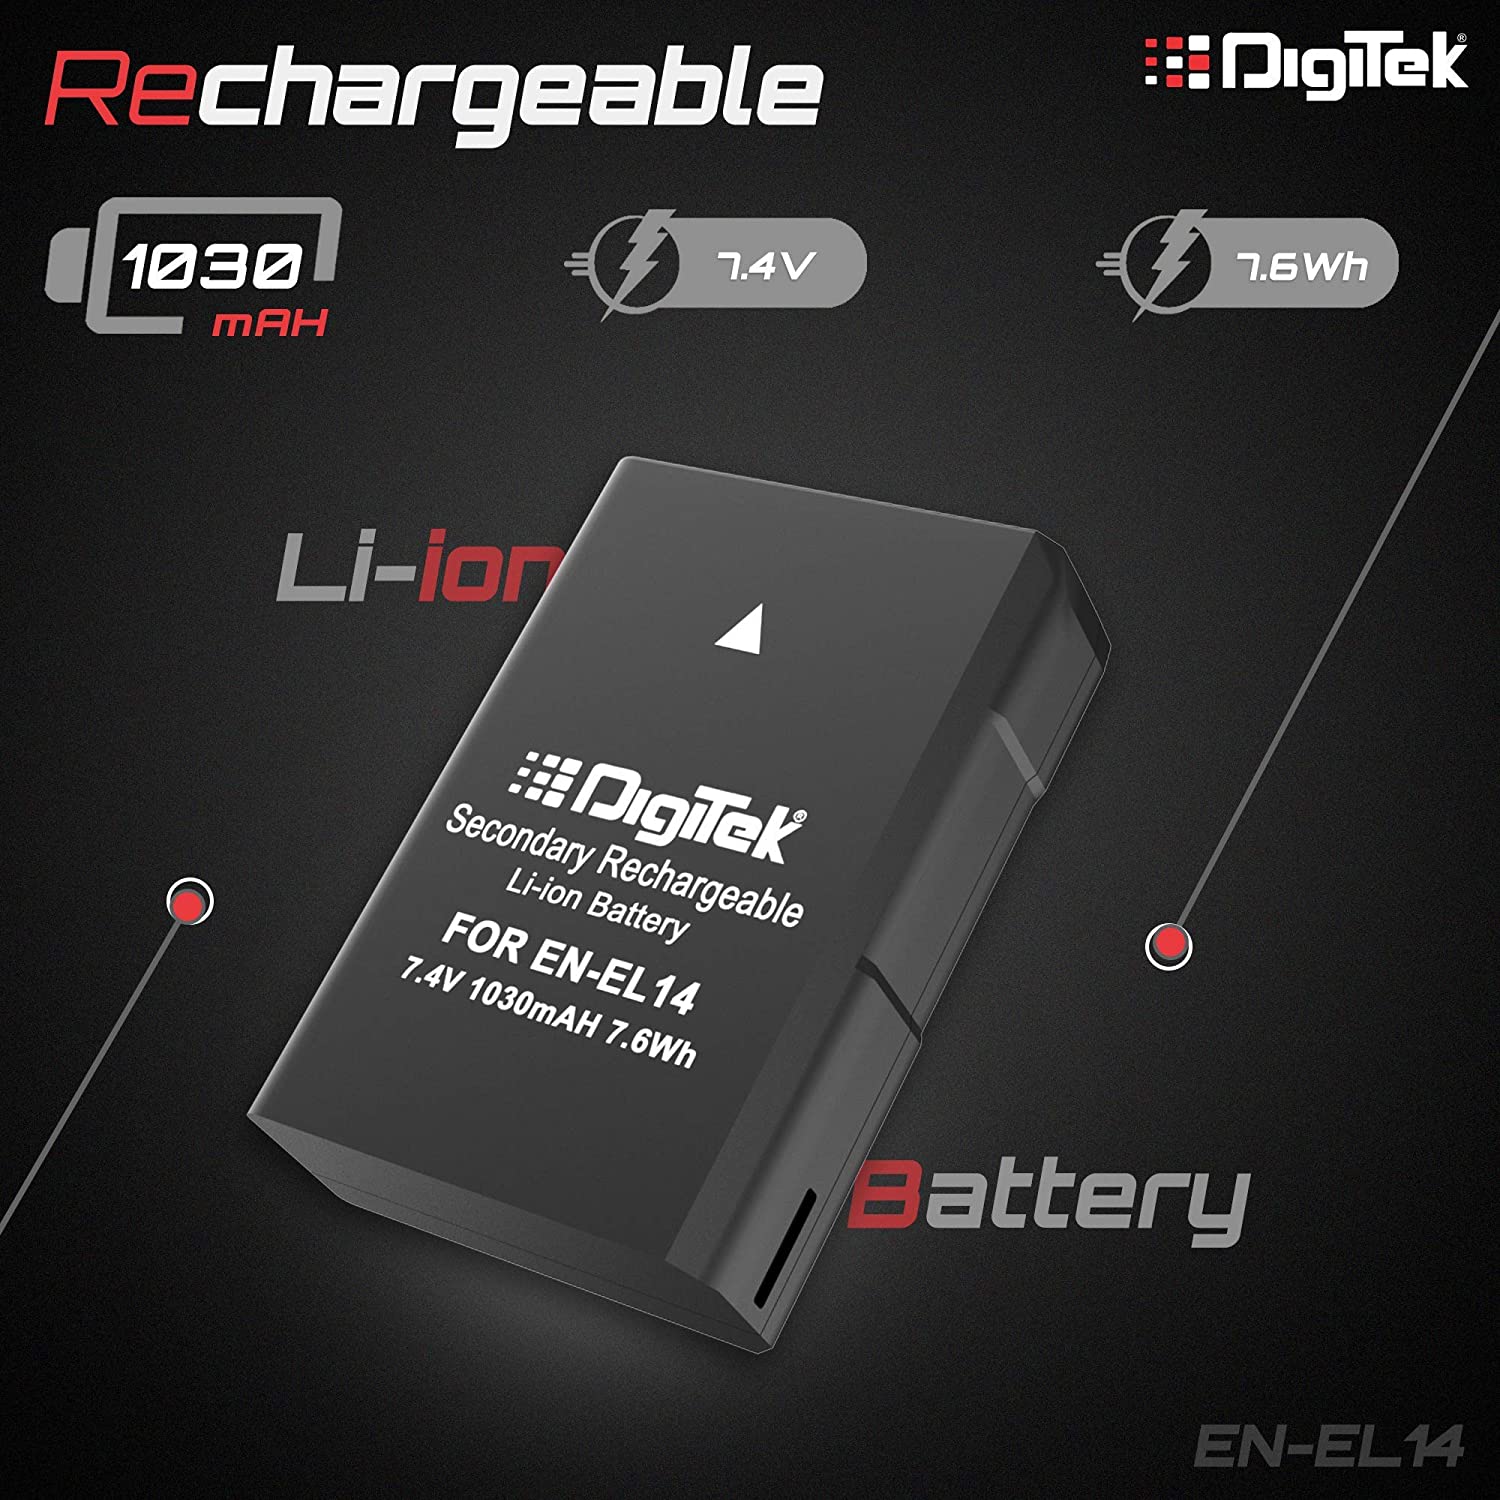 Rechargeable
DigiTek®
1030
mAH
7.4V
7.6Wh
Li-ion
DigiTek®
Secondary Rechargeable
Li-ion Battery
FOR EN-EL14
7.4V 1030mAH 7.6Wh
Battery
EN-EL14